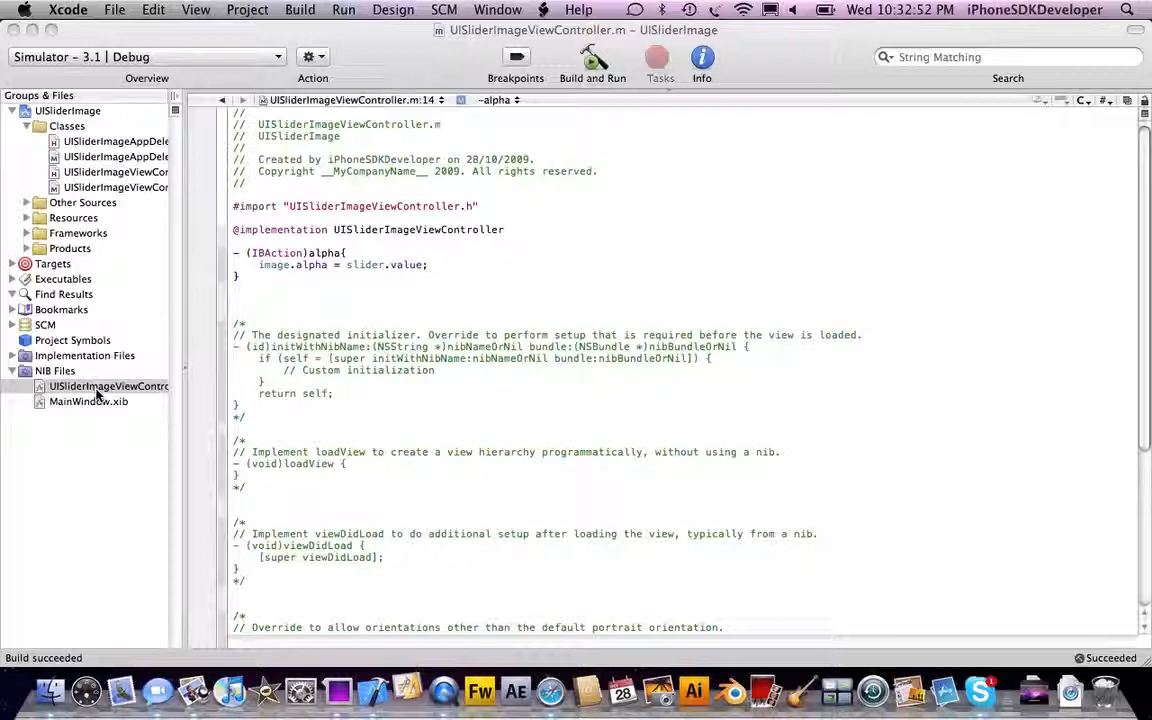 Xcode File Edit View Project Build Run Design SCM Window Help Wed 10:32:52 iPhoneSDKDeveloper
UISliderImageViewController.m – UISliderImage
Simulator – 3.1 | Debug
String Matching
Overview Action Breakpoints Build and Run Tasks Info Search
Groups & Files
UISliderImageViewController.m:14 -alpha C #
UISliderImage
Classes
UISliderImageAppDele
UISliderImageAppDele
UISliderImageViewCor
UISliderImageViewCor
Other Sources
Resources
Frameworks
Products
Targets
Executables
Find Results
Bookmarks
SCM
Project Symbols
Implementation Files
NIB Files
UISliderImageViewContro
MainWindow.xib
//
// UISliderImageViewController.m
// UISliderImage
//
// Created by iPhoneSDKDeveloper on 28/10/2009.
// Copyright __MyCompanyName__ 2009. All rights reserved.
//
#import "UISliderImageViewController.h"
@implementation UISliderImageViewController
- (IBAction)alpha{
image.alpha = slider.value;
}
/*
// The designated initializer. Override to perform setup that is required before the view is loaded.
- (id)initWithNibName:(NSString *)nibNameOrNil bundle:(NSBundle *)nibBundleOrNil {
if (self = [super initWithNibName:nibNameOrNil bundle:nibBundleOrNil]) {
// Custom initialization
}
return self;
}
*/
/*
// Implement loadView to create a view hierarchy programmatically, without using a nib.
- (void)loadView {
}
*/
/*
// Implement viewDidLoad to do additional setup after loading the view, typically from a nib.
- (void)viewDidLoad {
[super viewDidLoad];
}
*/
/*
// Override to allow orientations other than the default portrait orientation.
Build succeeded
Succeeded
Fw AE 28 Ai S 1